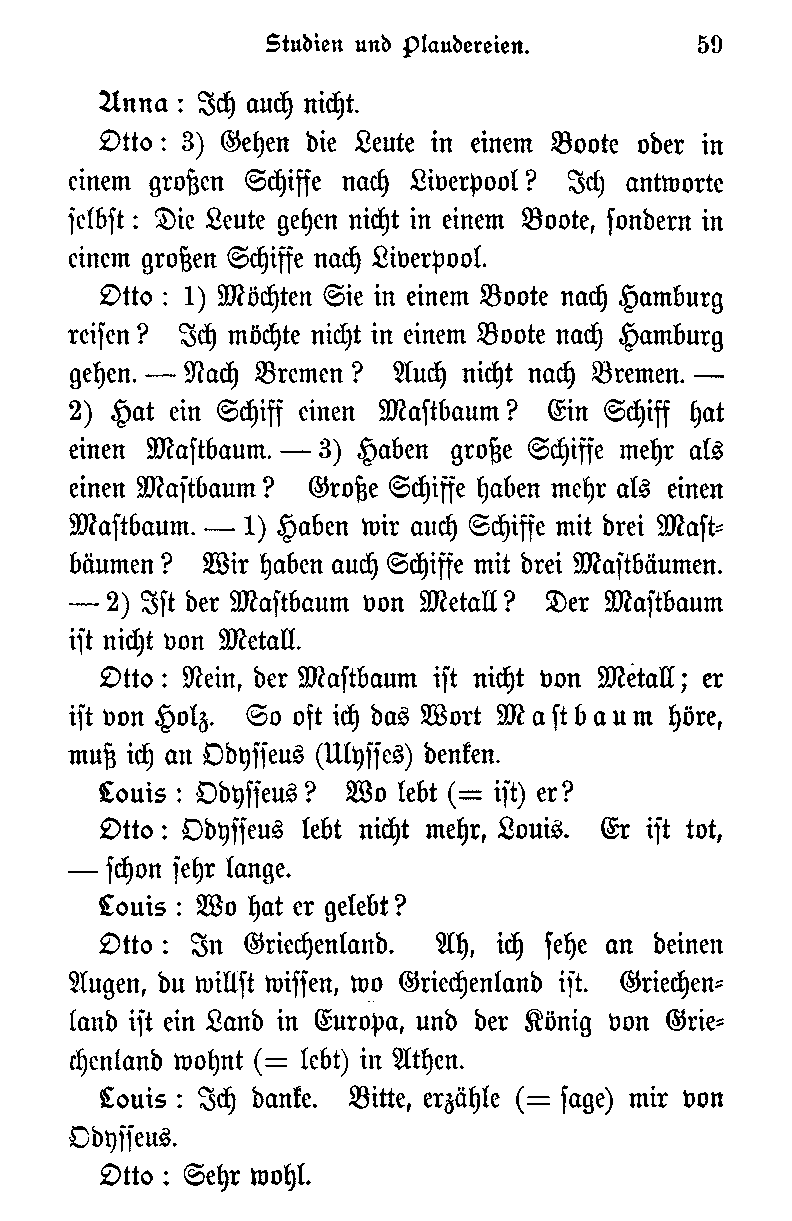 Studien und Plaudereien. 59
Anna : Ich auch nicht.
Otto : 3) Gehen die Leute in einem Boote oder in
einem großen Schiffe nach Liverpool? Ich antworte
selbst : Die Leute gehen nicht in einem Boote, sondern in
einem großen Schiffe nach Liverpool.
Otto : 1) Möchten Sie in einem Boote nach Hamburg
reisen? Ich möchte nicht in einem Boote nach Hamburg
gehen. — Nach Bremen? Auch nicht nach Bremen. —
2) Hat ein Schiff einen Mastbaum? Ein Schiff hat
einen Mastbaum. — 3) Haben große Schiffe mehr als
einen Mastbaum? Große Schiffe haben mehr als einen
Mastbaum. — 1) Haben wir auch Schiffe mit drei Mast-
bäumen? Wir haben auch Schiffe mit drei Mastbäumen.
— 2) Ist der Mastbaum von Metall? Der Mastbaum
ist nicht von Metall.
Otto : Nein, der Mastbaum ist nicht von Metall; er
ist von Holz. So oft ich das Wort Mastbaum höre,
muß ich an Odysseus (Ulysses) denken.
Louis : Odysseus? Wo lebt (= ist) er?
Otto : Odysseus lebt nicht mehr, Louis. Er ist tot,
— schon sehr lange.
Louis : Wo hat er gelebt?
Otto : In Griechenland. Ah, ich sehe an deinen
Augen, du willst wissen, wo Griechenland ist. Griechen-
land ist ein Land in Europa, und der König von Grie-
chenland wohnt (= lebt) in Athen.
Louis : Ich danke. Bitte, erzähle (= sage) mir von
Odysseus.
Otto : Sehr wohl.